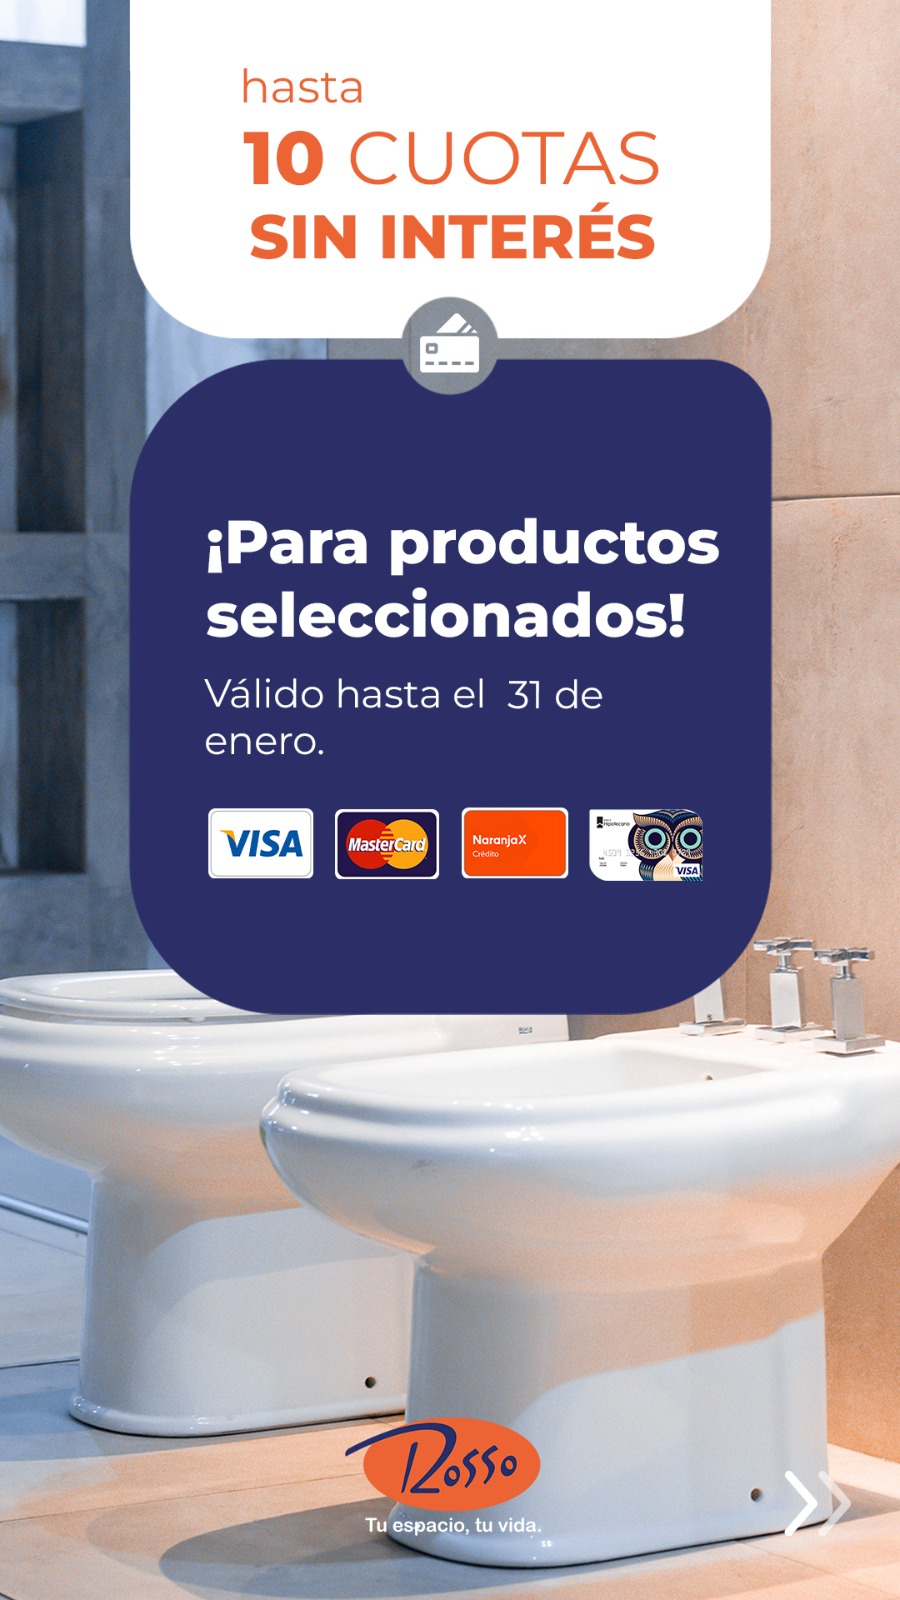 hasta
10 CUOTAS
SIN INTERÉS
¡Para productos
seleccionados!
Válido hasta el 31 de
enero.
VISA
MasterCard
NaranjaX
Crédito
Hipotecario
VISA
Rosso
Tu espacio, tu vida.